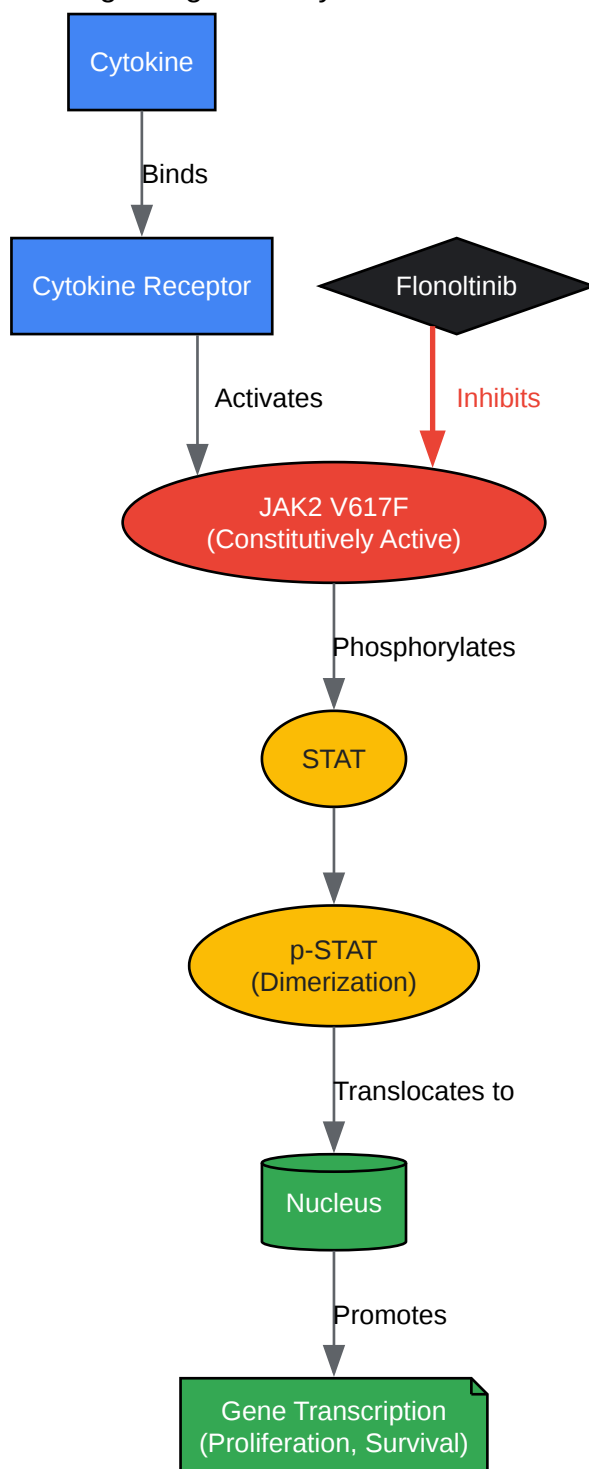 Cytokine
Binds
Cytokine Receptor
Flonoltinib
Activates
Inhibits
JAK2 V617F
(Constitutively Active)
Phosphorylates
STAT
p-STAT
(Dimerization)
Translocates to
Nucleus
Promotes
Gene Transcription
(Proliferation, Survival)